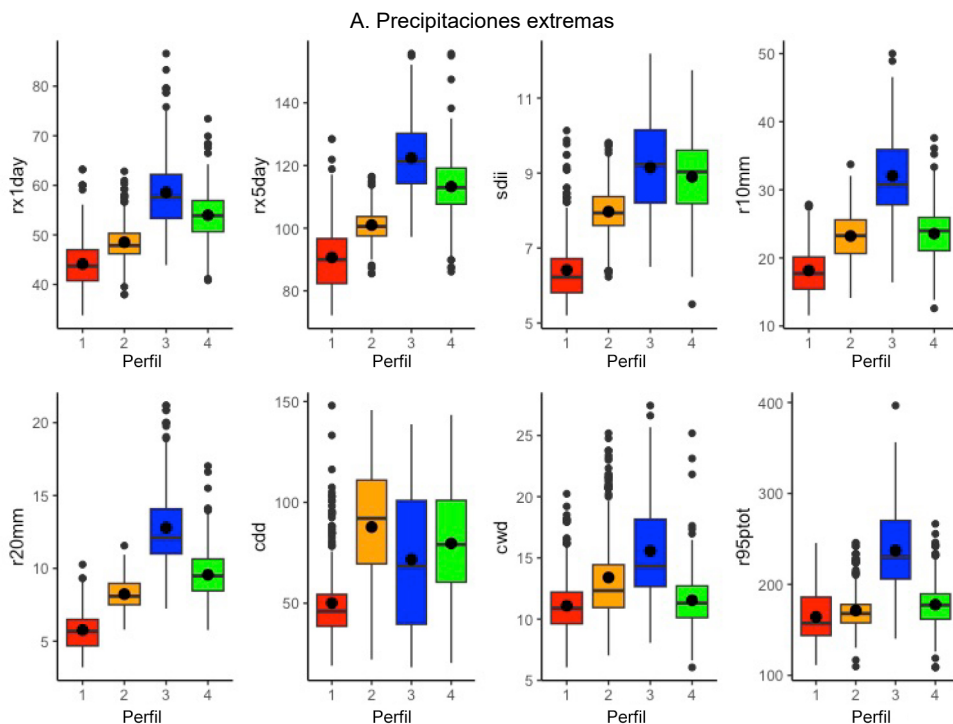 A. Precipitaciones extremas
rx1day
80
70
60
50
40
1 2 3 4
Perfil
rx5day
140
120
100
80
1 2 3 4
Perfil
sdii
11
9
7
5
1 2 3 4
Perfil
r10mm
50
40
30
20
10
1 2 3 4
Perfil
r20mm
20
15
10
5
1 2 3 4
Perfil
cdd
150
100
50
1 2 3 4
Perfil
cwd
25
20
15
10
5
1 2 3 4
Perfil
r95ptot
400
300
200
100
1 2 3 4
Perfil